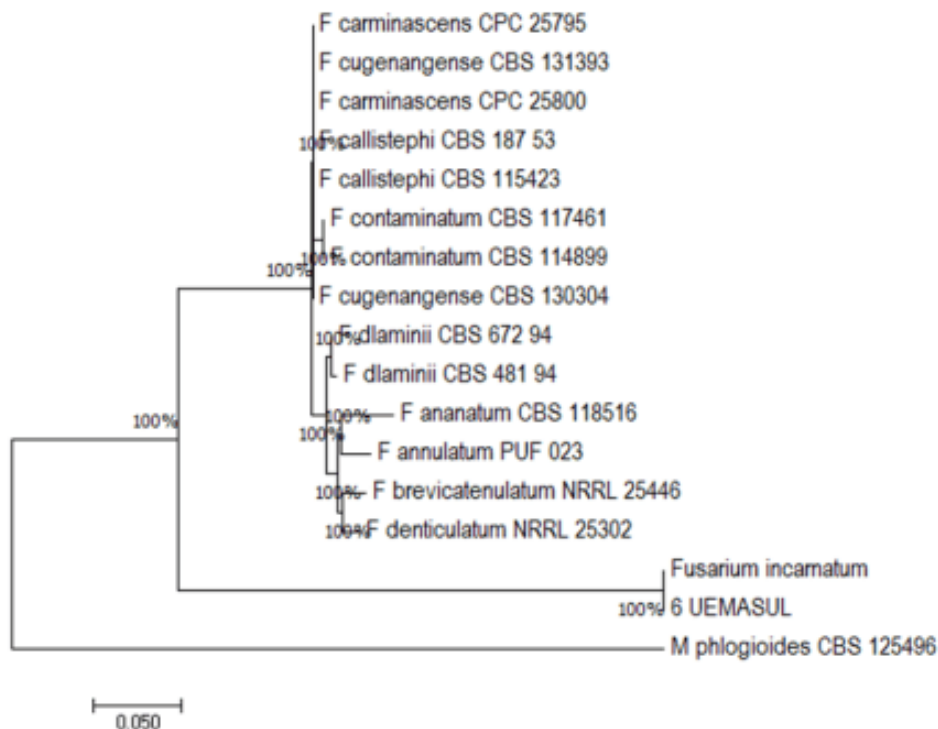 F carminascens CPC 25795
F cugenangense CBS 131393
F carminascens CPC 25800
100%
F callistephi CBS 187 53
F callistephi CBS 115423
F contaminatum CBS 117461
100%
F contaminatum CBS 114899
100%
F cugenangense CBS 130304
100%
F dlaminii CBS 672 94
F dlaminii CBS 481 94
100%
F ananatum CBS 118516
100%
100%
F annulatum PUF 023
100%
F brevicatenulatum NRRL 25446
100%
F denticulatum NRRL 25302
Fusarium incarnatum
100%
6 UEMASUL
M phlogioides CBS 125496
0.050